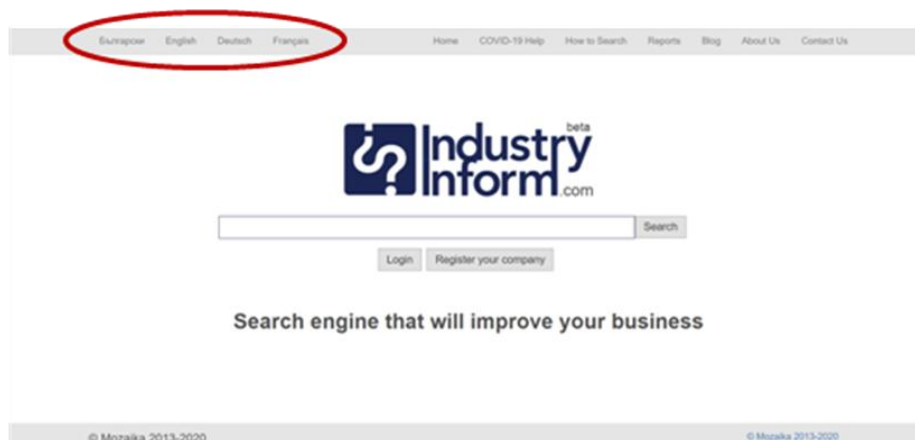 Български English Deutsch Français Home COVID-19 Help How to Search Reports Blog About Us Contact Us
beta
Industry
Inform.com
Search
Login Register your company
Search engine that will improve your business
© Mozaika 2013-2020 © Mozaika 2013-2020